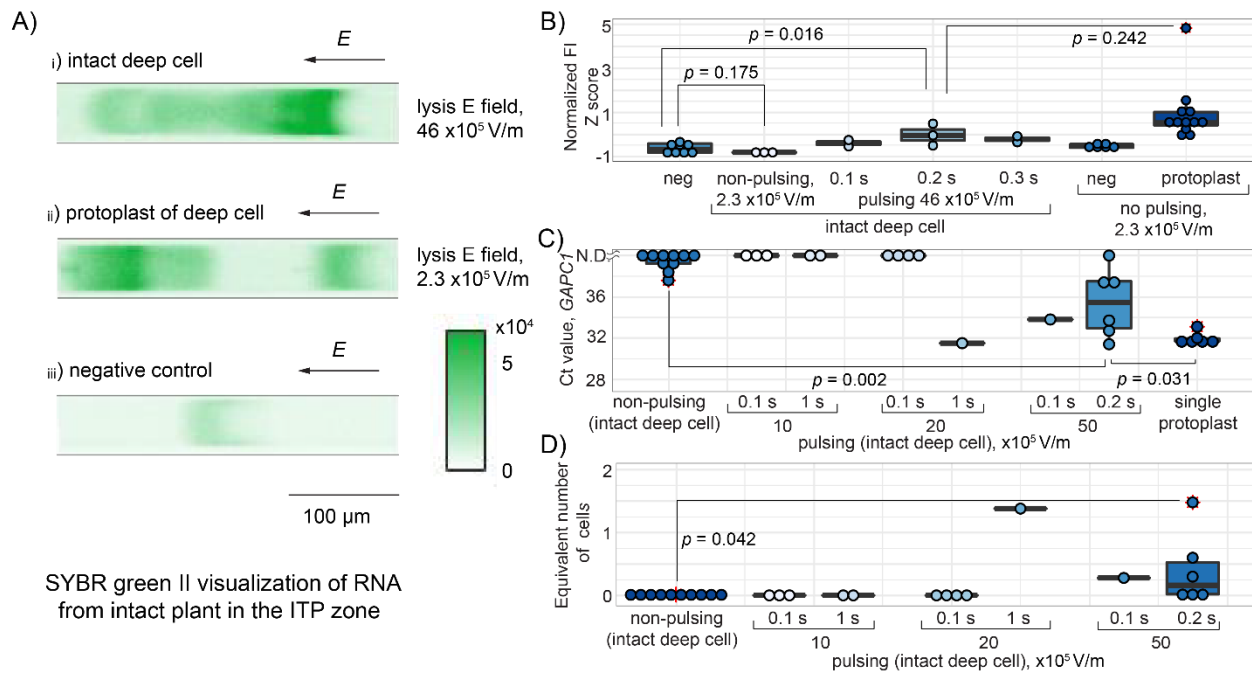 A)
E
i) intact deep cell
lysis E field,
46 x10⁵ V/m
E
ii) protoplast of deep cell
lysis E field,
2.3 x10⁵ V/m
x10⁴
5
0
E
iii) negative control
100 µm
SYBR green II visualization of RNA
from intact plant in the ITP zone
B)
Normalized FI
Z score
5
3
1
-1
p = 0.016
p = 0.242
p = 0.175
neg
non-pulsing,
2.3 x10⁵ V/m
0.1 s
0.2 s
0.3 s
pulsing 46 x10⁵ V/m
intact deep cell
neg
protoplast
no pulsing,
2.3 x10⁵ V/m
C)
Ct value, GAPC1
N.D
36
32
28
p = 0.002
p = 0.031
non-pulsing
(intact deep cell)
0.1 s
1 s
10
0.1 s
1 s
20
0.1 s
0.2 s
50
single
protoplast
pulsing (intact deep cell), x10⁵ V/m
D)
Equivalent number
of cells
2
1
0
p = 0.042
non-pulsing
(intact deep cell)
0.1 s
1 s
10
0.1 s
1 s
20
0.1 s
0.2 s
50
pulsing (intact deep cell), x10⁵ V/m